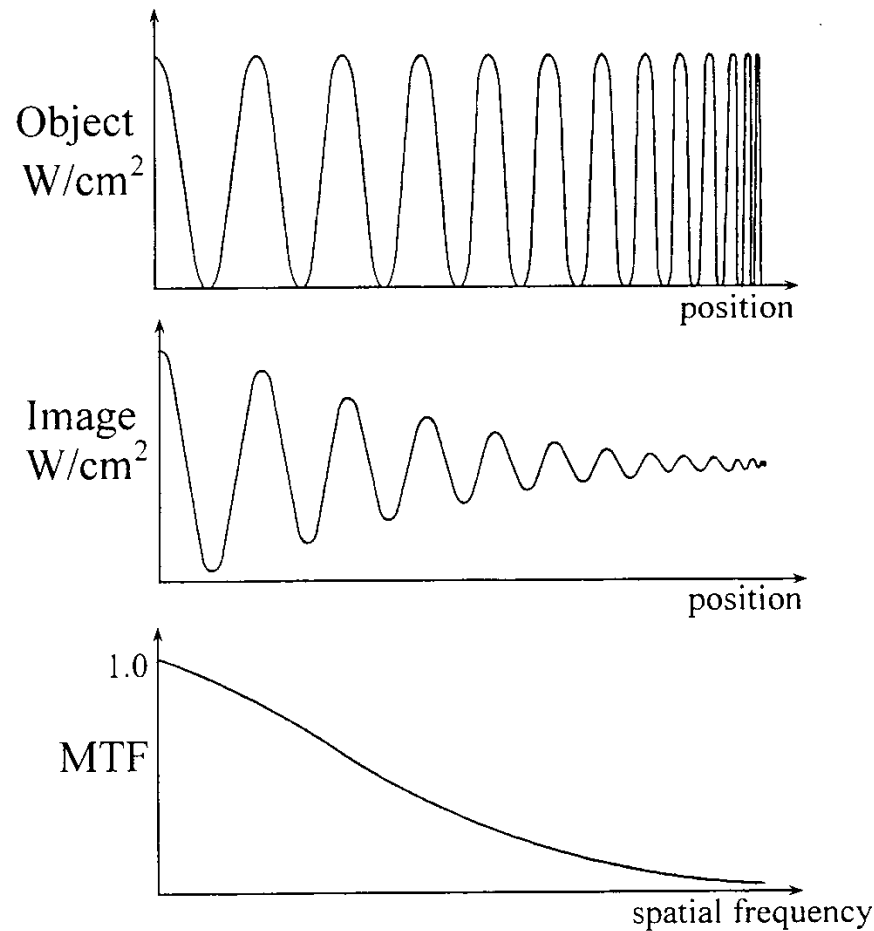 Object
W/cm²
position
Image
W/cm²
position
1.0
MTF
spatial frequency